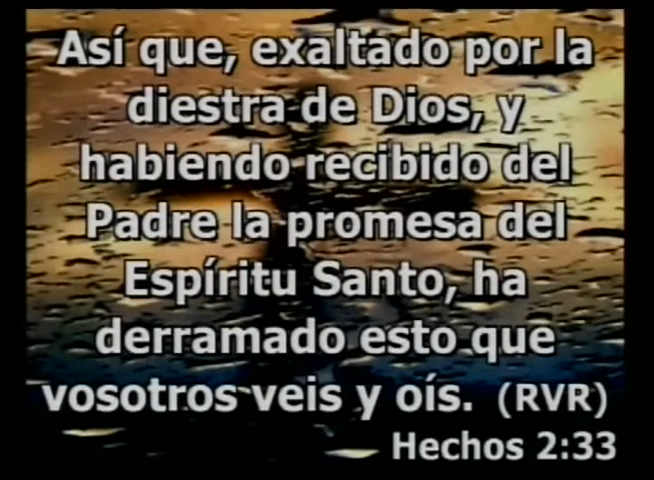 Así que, exaltado por la
diestra de Dios, y
habiendo recibido del
Padre la promesa del
Espíritu Santo, ha
derramado esto que
vosotros veis y oís. (RVR)
Hechos 2:33